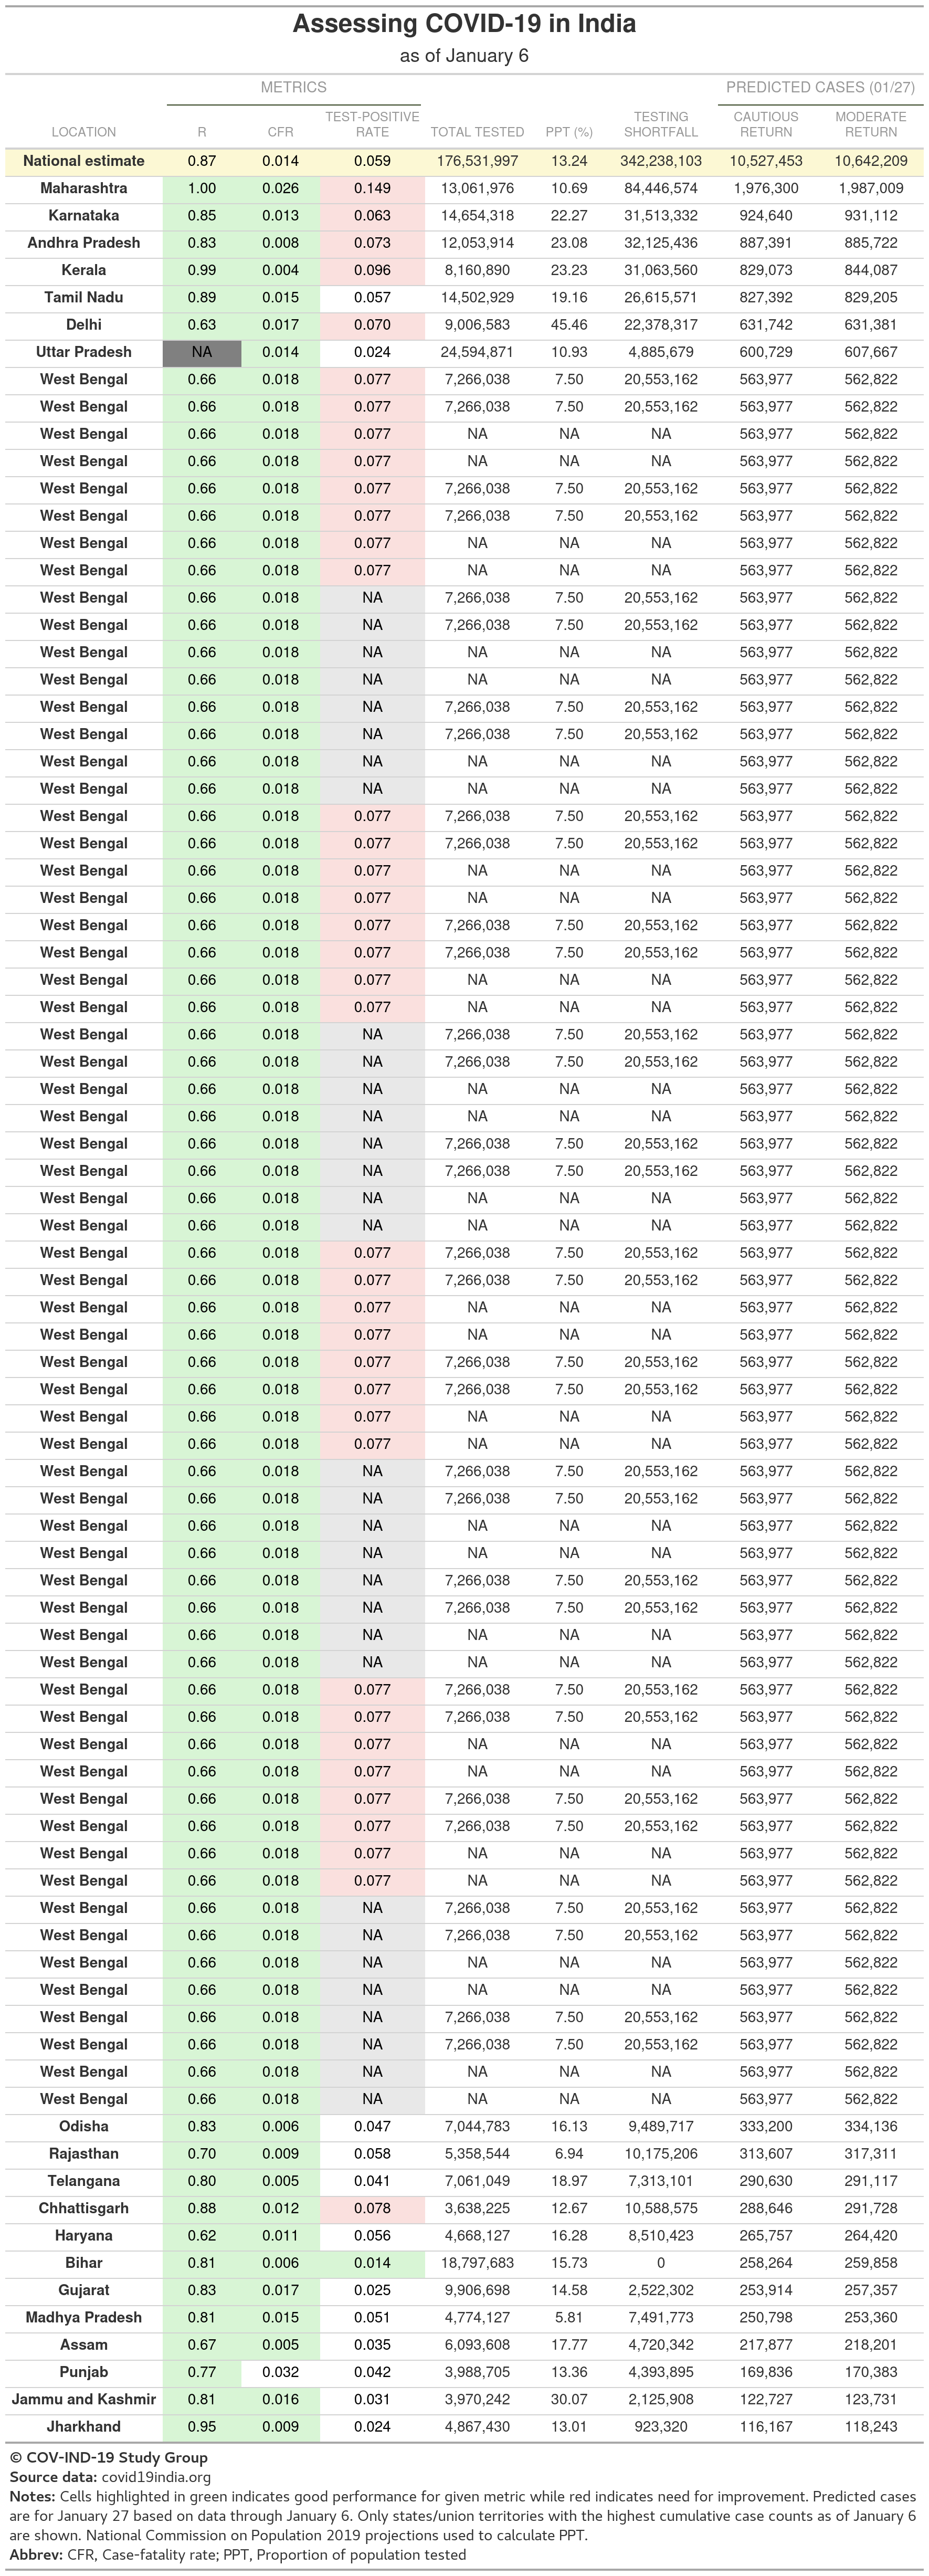 Assessing COVID-19 in India
as of January 6
METRICS PREDICTED CASES (01/27)
LOCATION R CFR TEST-POSITIVE RATE TOTAL TESTED PPT (%) TESTING SHORTFALL CAUTIOUS RETURN MODERATE RETURN
National estimate 0.87 0.014 0.059 176,531,997 13.24 342,238,103 10,527,453 10,642,209
Maharashtra 1.00 0.026 0.149 13,061,976 10.69 84,446,574 1,976,300 1,987,009
Karnataka 0.85 0.013 0.063 14,654,318 22.27 31,513,332 924,640 931,112
Andhra Pradesh 0.83 0.008 0.073 12,053,914 23.08 32,125,436 887,391 885,722
Kerala 0.99 0.004 0.096 8,160,890 23.23 31,063,560 829,073 844,087
Tamil Nadu 0.89 0.015 0.057 14,502,929 19.16 26,615,571 827,392 829,205
Delhi 0.63 0.017 0.070 9,006,583 45.46 22,378,317 631,742 631,381
Uttar Pradesh NA 0.014 0.024 24,594,871 10.93 4,885,679 600,729 607,667
West Bengal 0.66 0.018 0.077 7,266,038 7.50 20,553,162 563,977 562,822
West Bengal 0.66 0.018 0.077 7,266,038 7.50 20,553,162 563,977 562,822
West Bengal 0.66 0.018 0.077 NA NA NA 563,977 562,822
West Bengal 0.66 0.018 0.077 NA NA NA 563,977 562,822
West Bengal 0.66 0.018 0.077 7,266,038 7.50 20,553,162 563,977 562,822
West Bengal 0.66 0.018 0.077 7,266,038 7.50 20,553,162 563,977 562,822
West Bengal 0.66 0.018 0.077 NA NA NA 563,977 562,822
West Bengal 0.66 0.018 0.077 NA NA NA 563,977 562,822
West Bengal 0.66 0.018 NA 7,266,038 7.50 20,553,162 563,977 562,822
West Bengal 0.66 0.018 NA 7,266,038 7.50 20,553,162 563,977 562,822
West Bengal 0.66 0.018 NA NA NA NA 563,977 562,822
West Bengal 0.66 0.018 NA NA NA NA 563,977 562,822
West Bengal 0.66 0.018 NA 7,266,038 7.50 20,553,162 563,977 562,822
West Bengal 0.66 0.018 NA 7,266,038 7.50 20,553,162 563,977 562,822
West Bengal 0.66 0.018 NA NA NA NA 563,977 562,822
West Bengal 0.66 0.018 NA NA NA NA 563,977 562,822
West Bengal 0.66 0.018 0.077 7,266,038 7.50 20,553,162 563,977 562,822
West Bengal 0.66 0.018 0.077 7,266,038 7.50 20,553,162 563,977 562,822
West Bengal 0.66 0.018 0.077 NA NA NA 563,977 562,822
West Bengal 0.66 0.018 0.077 NA NA NA 563,977 562,822
West Bengal 0.66 0.018 0.077 7,266,038 7.50 20,553,162 563,977 562,822
West Bengal 0.66 0.018 0.077 7,266,038 7.50 20,553,162 563,977 562,822
West Bengal 0.66 0.018 0.077 NA NA NA 563,977 562,822
West Bengal 0.66 0.018 0.077 NA NA NA 563,977 562,822
West Bengal 0.66 0.018 NA 7,266,038 7.50 20,553,162 563,977 562,822
West Bengal 0.66 0.018 NA 7,266,038 7.50 20,553,162 563,977 562,822
West Bengal 0.66 0.018 NA NA NA NA 563,977 562,822
West Bengal 0.66 0.018 NA NA NA NA 563,977 562,822
West Bengal 0.66 0.018 NA 7,266,038 7.50 20,553,162 563,977 562,822
West Bengal 0.66 0.018 NA 7,266,038 7.50 20,553,162 563,977 562,822
West Bengal 0.66 0.018 NA NA NA NA 563,977 562,822
West Bengal 0.66 0.018 NA NA NA NA 563,977 562,822
West Bengal 0.66 0.018 0.077 7,266,038 7.50 20,553,162 563,977 562,822
West Bengal 0.66 0.018 0.077 7,266,038 7.50 20,553,162 563,977 562,822
West Bengal 0.66 0.018 0.077 NA NA NA 563,977 562,822
West Bengal 0.66 0.018 0.077 NA NA NA 563,977 562,822
West Bengal 0.66 0.018 0.077 7,266,038 7.50 20,553,162 563,977 562,822
West Bengal 0.66 0.018 0.077 7,266,038 7.50 20,553,162 563,977 562,822
West Bengal 0.66 0.018 0.077 NA NA NA 563,977 562,822
West Bengal 0.66 0.018 0.077 NA NA NA 563,977 562,822
West Bengal 0.66 0.018 NA 7,266,038 7.50 20,553,162 563,977 562,822
West Bengal 0.66 0.018 NA 7,266,038 7.50 20,553,162 563,977 562,822
West Bengal 0.66 0.018 NA NA NA NA 563,977 562,822
West Bengal 0.66 0.018 NA NA NA NA 563,977 562,822
West Bengal 0.66 0.018 NA 7,266,038 7.50 20,553,162 563,977 562,822
West Bengal 0.66 0.018 NA 7,266,038 7.50 20,553,162 563,977 562,822
West Bengal 0.66 0.018 NA NA NA NA 563,977 562,822
West Bengal 0.66 0.018 NA NA NA NA 563,977 562,822
West Bengal 0.66 0.018 0.077 7,266,038 7.50 20,553,162 563,977 562,822
West Bengal 0.66 0.018 0.077 7,266,038 7.50 20,553,162 563,977 562,822
West Bengal 0.66 0.018 0.077 NA NA NA 563,977 562,822
West Bengal 0.66 0.018 0.077 NA NA NA 563,977 562,822
West Bengal 0.66 0.018 0.077 7,266,038 7.50 20,553,162 563,977 562,822
West Bengal 0.66 0.018 0.077 7,266,038 7.50 20,553,162 563,977 562,822
West Bengal 0.66 0.018 0.077 NA NA NA 563,977 562,822
West Bengal 0.66 0.018 0.077 NA NA NA 563,977 562,822
West Bengal 0.66 0.018 NA 7,266,038 7.50 20,553,162 563,977 562,822
West Bengal 0.66 0.018 NA 7,266,038 7.50 20,553,162 563,977 562,822
West Bengal 0.66 0.018 NA NA NA NA 563,977 562,822
West Bengal 0.66 0.018 NA NA NA NA 563,977 562,822
West Bengal 0.66 0.018 NA 7,266,038 7.50 20,553,162 563,977 562,822
West Bengal 0.66 0.018 NA 7,266,038 7.50 20,553,162 563,977 562,822
West Bengal 0.66 0.018 NA NA NA NA 563,977 562,822
West Bengal 0.66 0.018 NA NA NA NA 563,977 562,822
Odisha 0.83 0.006 0.047 7,044,783 16.13 9,489,717 333,200 334,136
Rajasthan 0.70 0.009 0.058 5,358,544 6.94 10,175,206 313,607 317,311
Telangana 0.80 0.005 0.041 7,061,049 18.97 7,313,101 290,630 291,117
Chhattisgarh 0.88 0.012 0.078 3,638,225 12.67 10,588,575 288,646 291,728
Haryana 0.62 0.011 0.056 4,668,127 16.28 8,510,423 265,757 264,420
Bihar 0.81 0.006 0.014 18,797,683 15.73 0 258,264 259,858
Gujarat 0.83 0.017 0.025 9,906,698 14.58 2,522,302 253,914 257,357
Madhya Pradesh 0.81 0.015 0.051 4,774,127 5.81 7,491,773 250,798 253,360
Assam 0.67 0.005 0.035 6,093,608 17.77 4,720,342 217,877 218,201
Punjab 0.77 0.032 0.042 3,988,705 13.36 4,393,895 169,836 170,383
Jammu and Kashmir 0.81 0.016 0.031 3,970,242 30.07 2,125,908 122,727 123,731
Jharkhand 0.95 0.009 0.024 4,867,430 13.01 923,320 116,167 118,243
© COV-IND-19 Study Group
Source data: covid19india.org
Notes: Cells highlighted in green indicates good performance for given metric while red indicates need for improvement. Predicted cases
are for January 27 based on data through January 6. Only states/union territories with the highest cumulative case counts as of January 6
are shown. National Commission on Population 2019 projections used to calculate PPT.
Abbrev: CFR, Case-fatality rate; PPT, Proportion of population tested